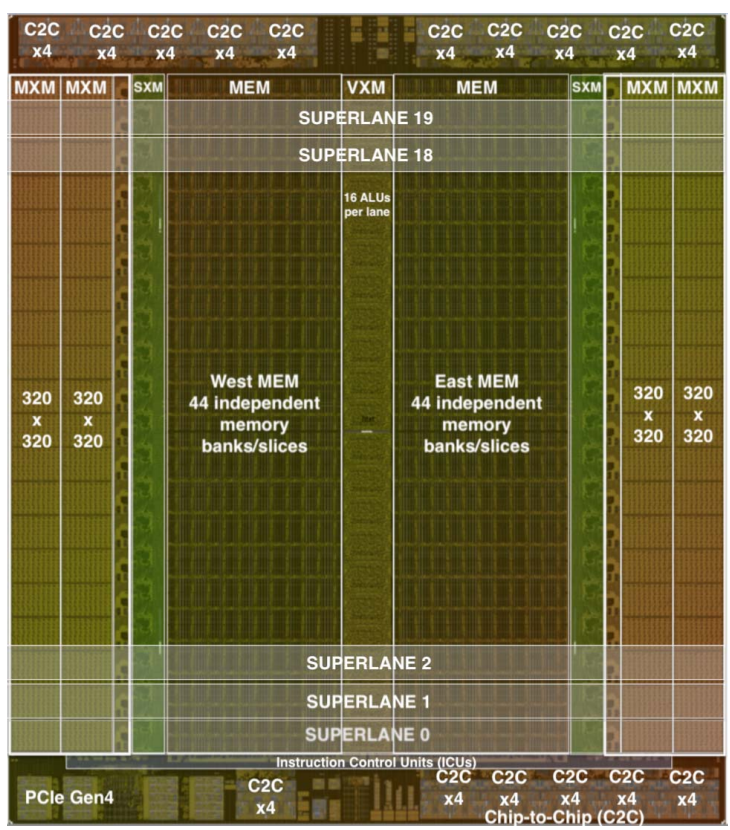 C2C C2C C2C C2C C2C C2C C2C C2C C2C C2C
x4 x4 x4 x4 x4 x4 x4 x4 x4 x4
MXM MXM SXM MEM VXM MEM SXM MXM MXM
SUPERLANE 19
SUPERLANE 18
16 ALUs
per lane
West MEM
44 independent
memory
banks/slices
East MEM
44 independent
memory
banks/slices
320
x
320
320
x
320
320
x
320
320
x
320
SUPERLANE 2
SUPERLANE 1
SUPERLANE 0
Instruction Control Units (ICUs)
PCIe Gen4
C2C
x4
C2C C2C C2C C2C C2C
x4 x4 x4 x4 x4
Chip-to-Chip (C2C)